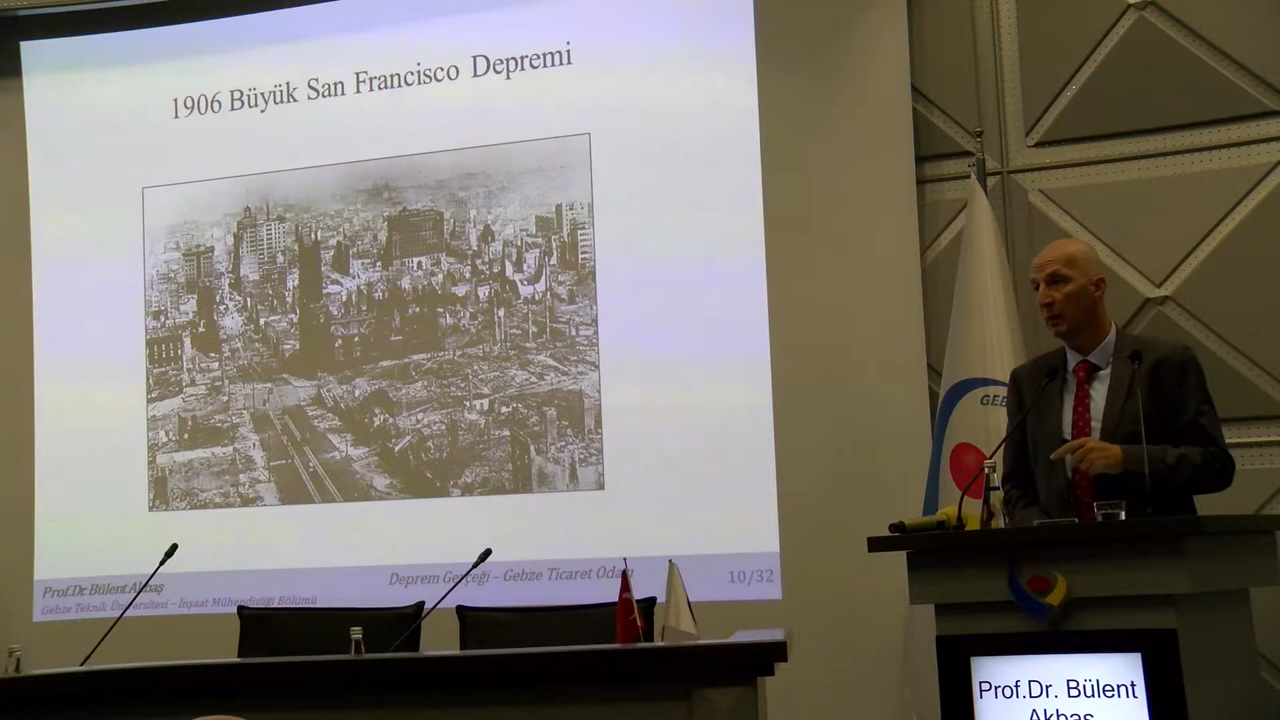 1906 Büyük San Francisco Depremi
Prof.Dr. Bülent Akbaş
Gebze Teknik Üniversitesi – İnşaat Mühendisliği Bölümü
Deprem Gerçeği – Gebze Ticaret Odası
10/32
GEB
Prof.Dr. Bülent
Akbaş